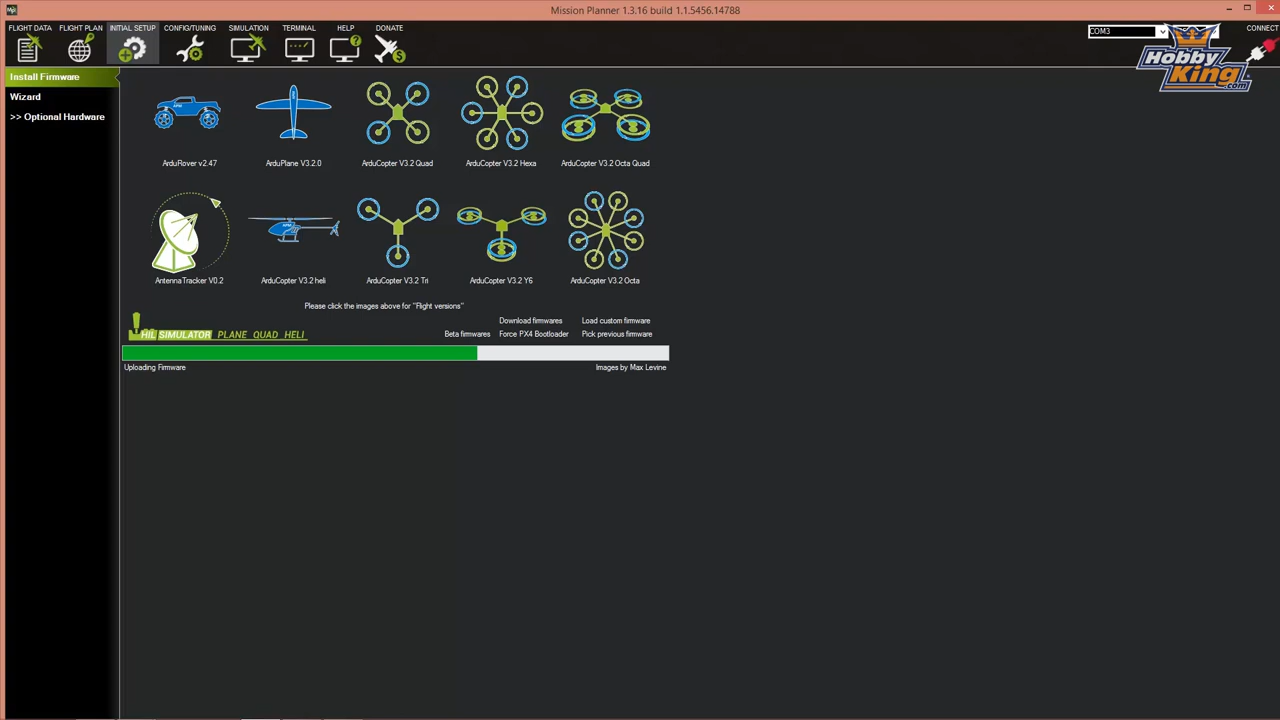 Mission Planner 1.3.16 build 1.1.5456.14788
FLIGHT DATA FLIGHT PLAN INITIAL SETUP CONFIG/TUNING SIMULATION TERMINAL HELP DONATE
COM3
CONNECT
HobbyKing.com
Install Firmware
Wizard
>> Optional Hardware
ArduRover v2.47 ArduPlane V3.2.0 ArduCopter V3.2 Quad ArduCopter V3.2 Hexa ArduCopter V3.2 Octa Quad
AntennaTracker V0.2 ArduCopter V3.2 heli ArduCopter V3.2 Tri ArduCopter V3.2 Y6 ArduCopter V3.2 Octa
Please click the images above for "Flight versions"
Download firmwares Load custom firmware
HIL SIMULATOR PLANE QUAD HELI Beta firmwares Force PX4 Bootloader Pick previous firmware
Uploading Firmware Images by Max Levine